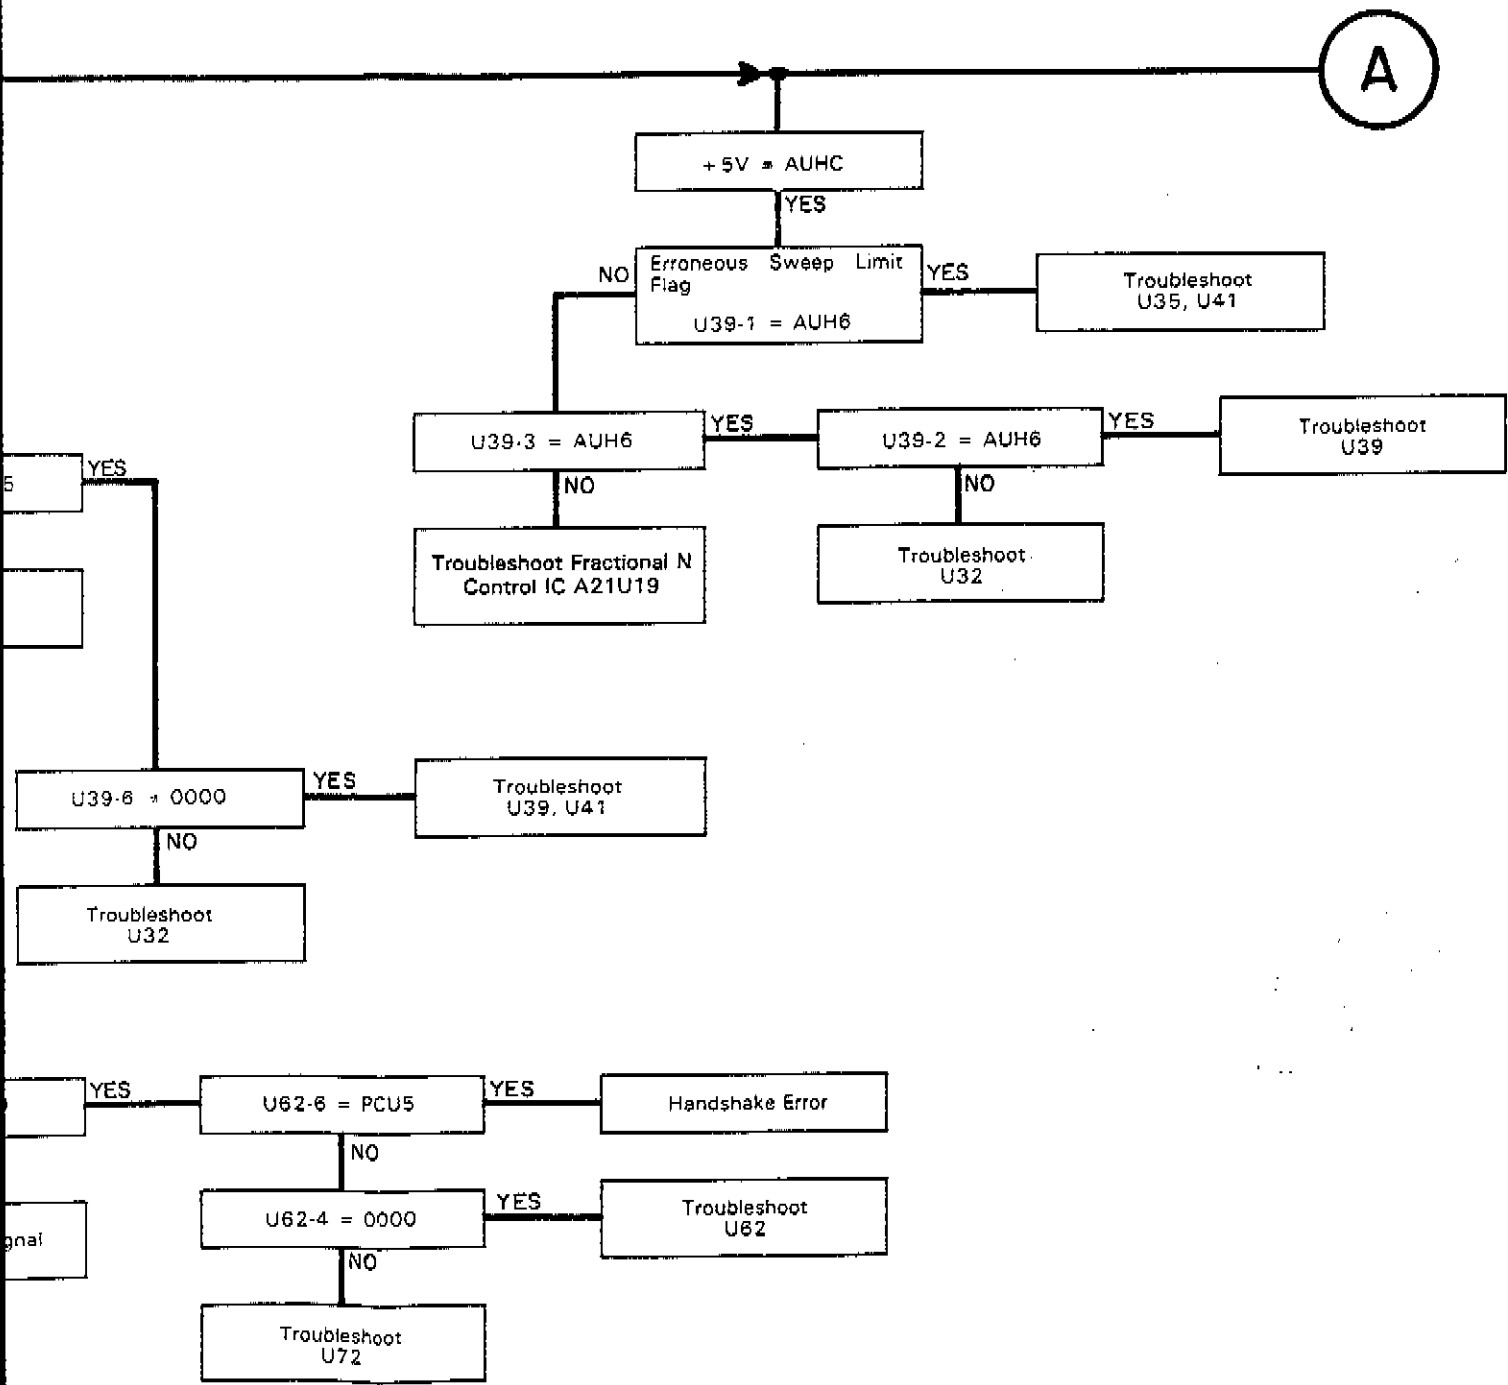 A
+5V = AUHC
YES
Erroneous Sweep Limit
Flag
U39-1 = AUH6
NO
YES
Troubleshoot
U35, U41
U39-3 = AUH6
YES
U39-2 = AUH6
YES
Troubleshoot
U39
NO
Troubleshoot Fractional N
Control IC A21U19
NO
Troubleshoot
U32
5
YES
U39-6 = 0000
YES
Troubleshoot
U39, U41
NO
Troubleshoot
U32
YES
U62-6 = PCU5
YES
Handshake Error
NO
gnal
U62-4 = 0000
YES
Troubleshoot
U62
NO
Troubleshoot
U72